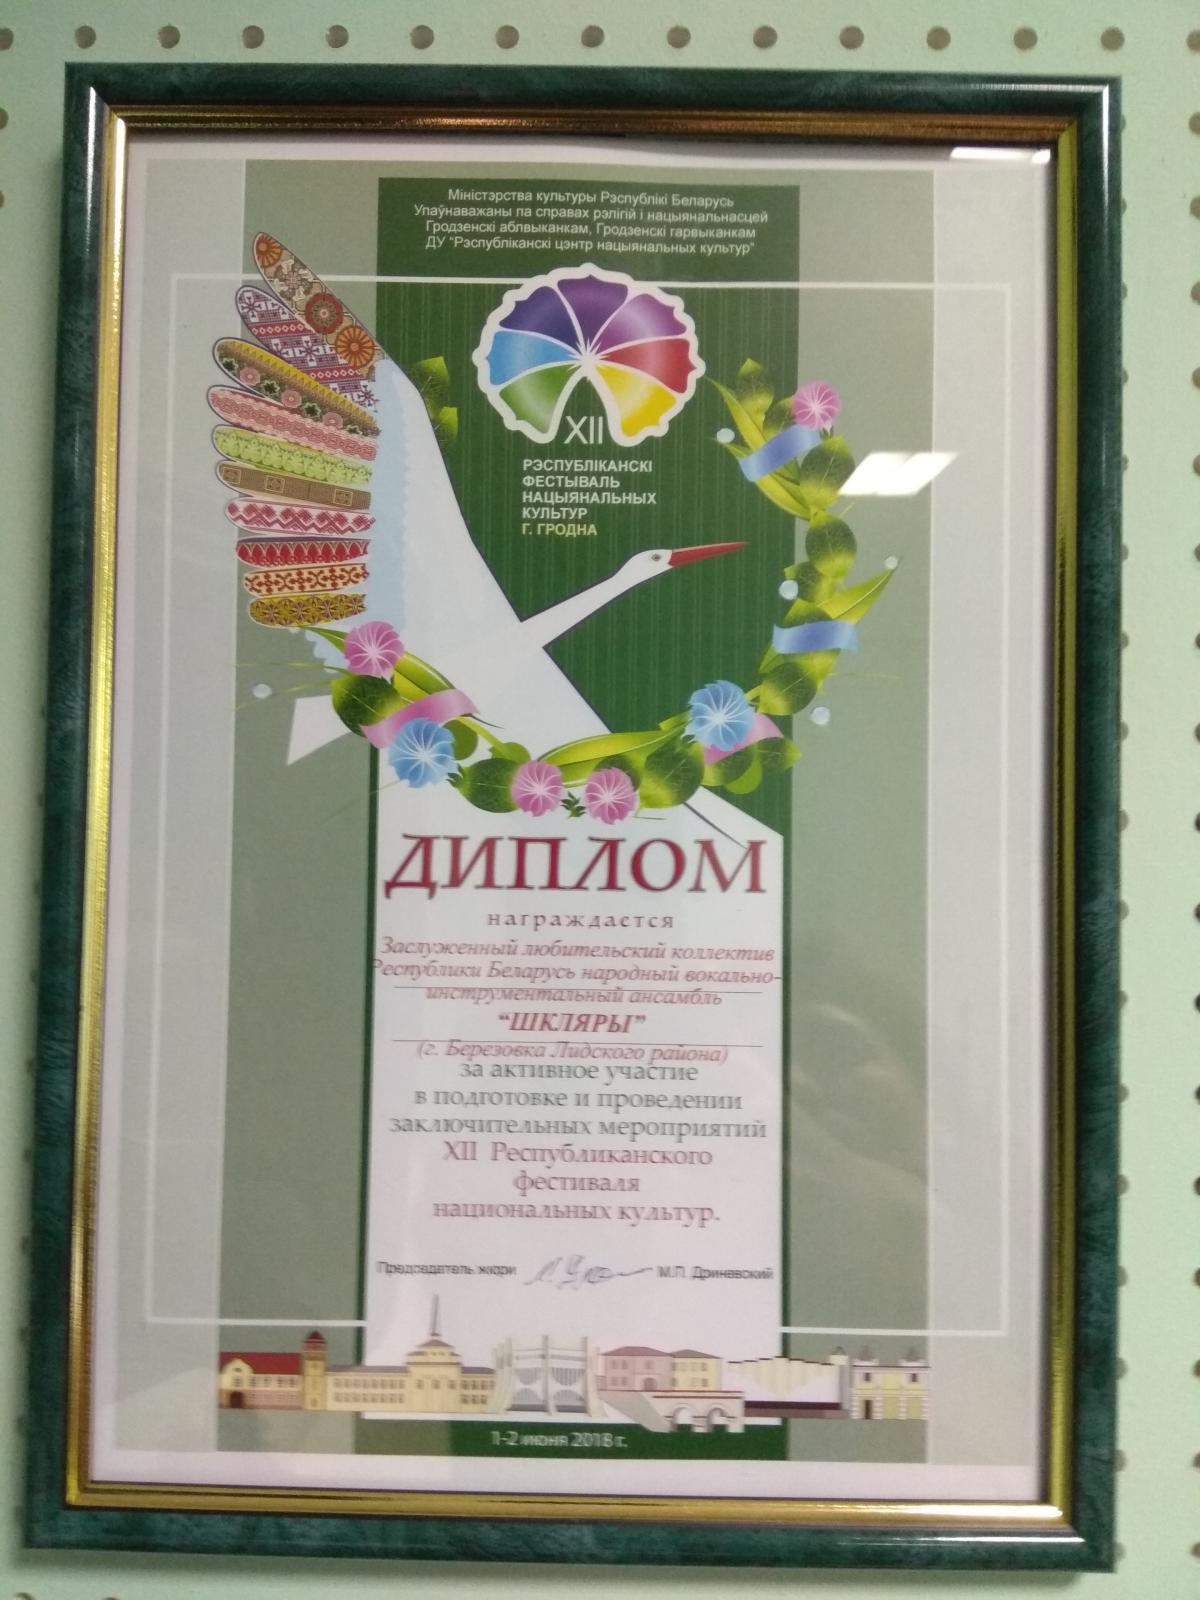 Міністэрства культуры Рэспублікі Беларусь
Упаўнаважаны па справах рэлігій і нацыянальнасцей
Гродзенскі аблвыканкам, Гродзенскі гарвыканкам
ДУ "Рэспубліканскі цэнтр нацыянальных культур"
XII
РЭСПУБЛІКАНСКІ
ФЕСТЫВАЛЬ
НАЦЫЯНАЛЬНЫХ
КУЛЬТУР
Г. ГРОДНА
ДИПЛОМ
награждается
Заслуженный любительский коллектив
Республики Беларусь народный вокально-
инструментальный ансамбль
"ШКЛЯРЫ"
(г. Березовка Лидского района)
за активное участие
в подготовке и проведении
заключительных мероприятий
XII Республиканского
фестиваля
национальных культур.
Председатель жюри М.П. Дриневский
1-2 июня 2018 г.